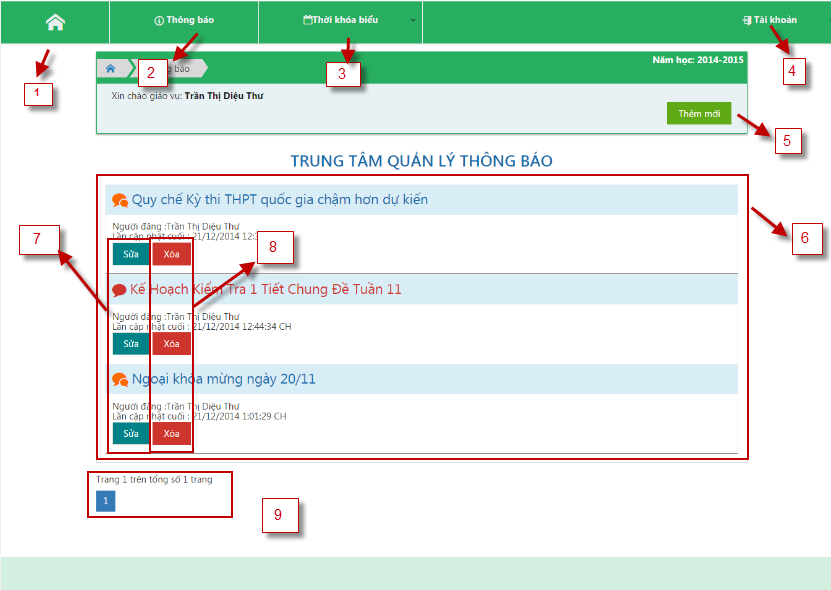 Thông báo
Thời khóa biểu
Tài khoản
1
2
3
4
báo
Năm học: 2014-2015
Xin chào giáo vụ: Trần Thị Diệu Thư
Thêm mới
5
TRUNG TÂM QUẢN LÝ THÔNG BÁO
Quy chế Kỳ thi THPT quốc gia chậm hơn dự kiến
Người đăng :Trần Thị Diệu Thư
Lần cập nhật cuối : 21/12/2014
Sửa Xóa
6
7
8
Kế Hoạch Kiểm Tra 1 Tiết Chung Đề Tuần 11
Người đăng :Trần Thị Diệu Thư
Lần cập nhật cuối : 21/12/2014 12:44:34 CH
Sửa Xóa
Ngoại khóa mừng ngày 20/11
Người đăng :Trần Thị Diệu Thư
Lần cập nhật cuối : 21/12/2014 1:01:29 CH
Sửa Xóa
Trang 1 trên tổng số 1 trang
1
9